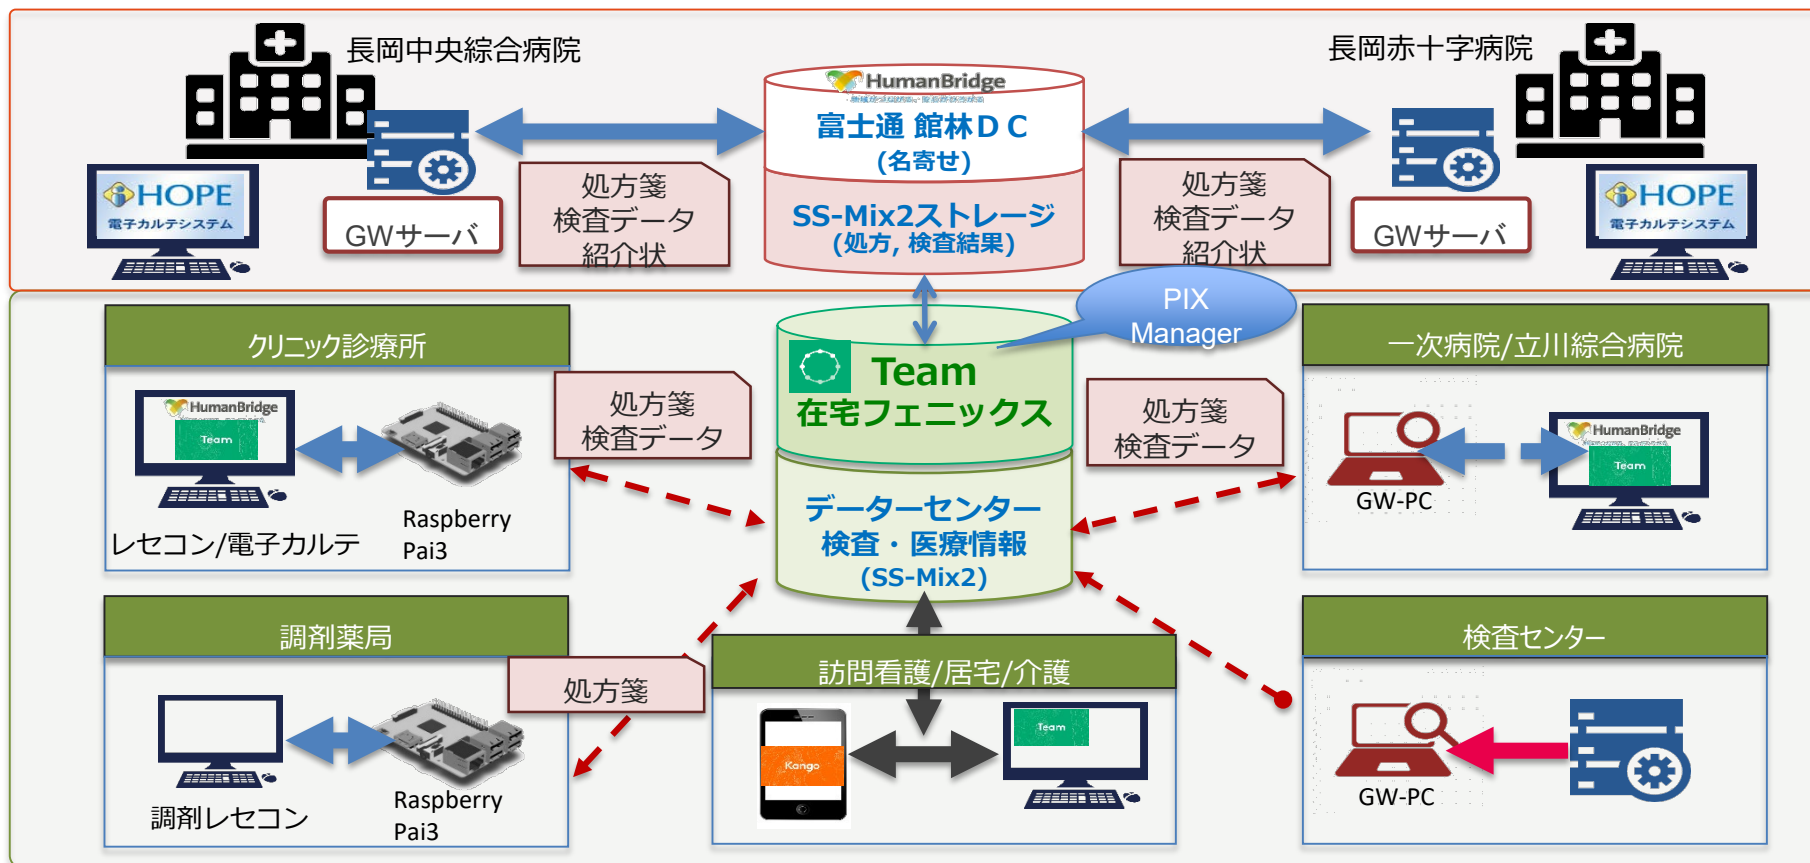 長岡中央綜合病院
長岡赤十字病院
HumanBridge
富士通 館林ＤＣ
(名寄せ)
SS-Mix2ストレージ
(処方, 検査結果)
HOPE
電子カルテシステム
GWサーバ
処方箋
検査データ
紹介状
処方箋
検査データ
紹介状
GWサーバ
HOPE
電子カルテシステム
PIX
Manager
クリニック診療所
HumanBridge
Team
レセコン/電子カルテ
Raspberry
Pai3
処方箋
検査データ
Team
在宅フェニックス
データーセンター
検査・医療情報
(SS-Mix2)
処方箋
検査データ
一次病院/立川綜合病院
GW-PC
HumanBridge
Team
調剤薬局
調剤レセコン
Raspberry
Pai3
処方箋
訪問看護/居宅/介護
Kango
Team
検査センター
GW-PC